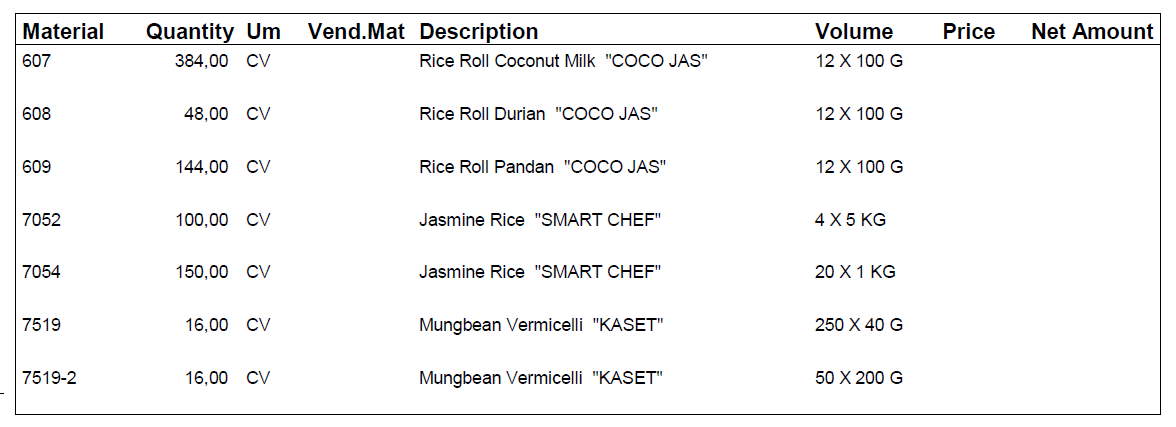 Material Quantity Um Vend.Mat Description Volume Price Net Amount
607 384,00 CV Rice Roll Coconut Milk "COCO JAS" 12 X 100 G
608 48,00 CV Rice Roll Durian "COCO JAS" 12 X 100 G
609 144,00 CV Rice Roll Pandan "COCO JAS" 12 X 100 G
7052 100,00 CV Jasmine Rice "SMART CHEF" 4 X 5 KG
7054 150,00 CV Jasmine Rice "SMART CHEF" 20 X 1 KG
7519 16,00 CV Mungbean Vermicelli "KASET" 250 X 40 G
7519-2 16,00 CV Mungbean Vermicelli "KASET" 50 X 200 G